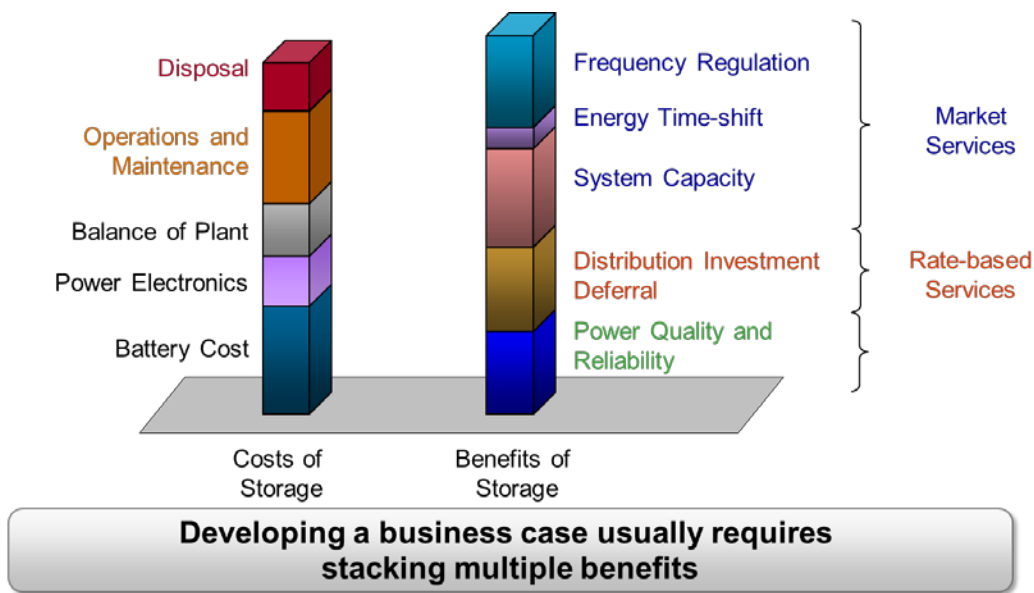 Disposal
Operations and
Maintenance
Balance of Plant
Power Electronics
Battery Cost
Costs of
Storage
Frequency Regulation
Energy Time-shift
System Capacity
Distribution Investment
Deferral
Power Quality and
Reliability
Benefits of
Storage
Market
Services
Rate-based
Services
Developing a business case usually requires
stacking multiple benefits